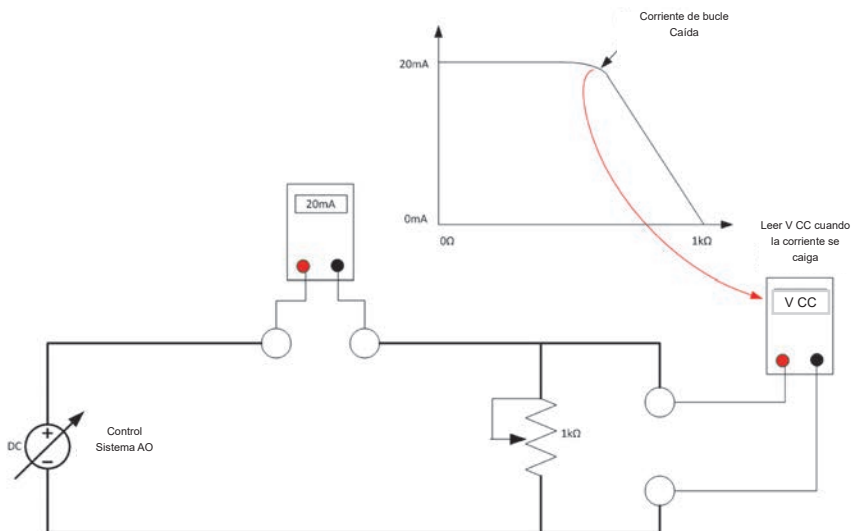 Corriente de bucle
Caída
20mA
20mA
0mA
0Ω
1kΩ
Leer V CC cuando
la corriente se
caiga
V CC
DC
Control
Sistema AO
1kΩ